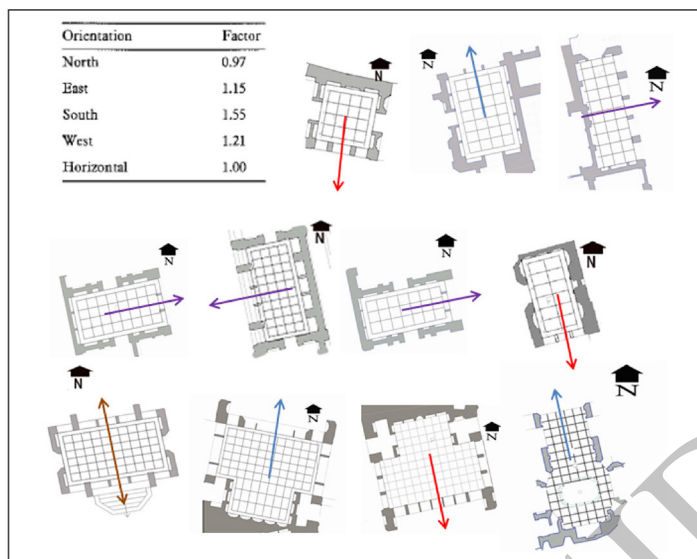 Orientation Factor
North 0.97
East 1.15
South 1.55
West 1.21
Horizontal 1.00
N
N
N
N
N
N
N
N
N
N
N